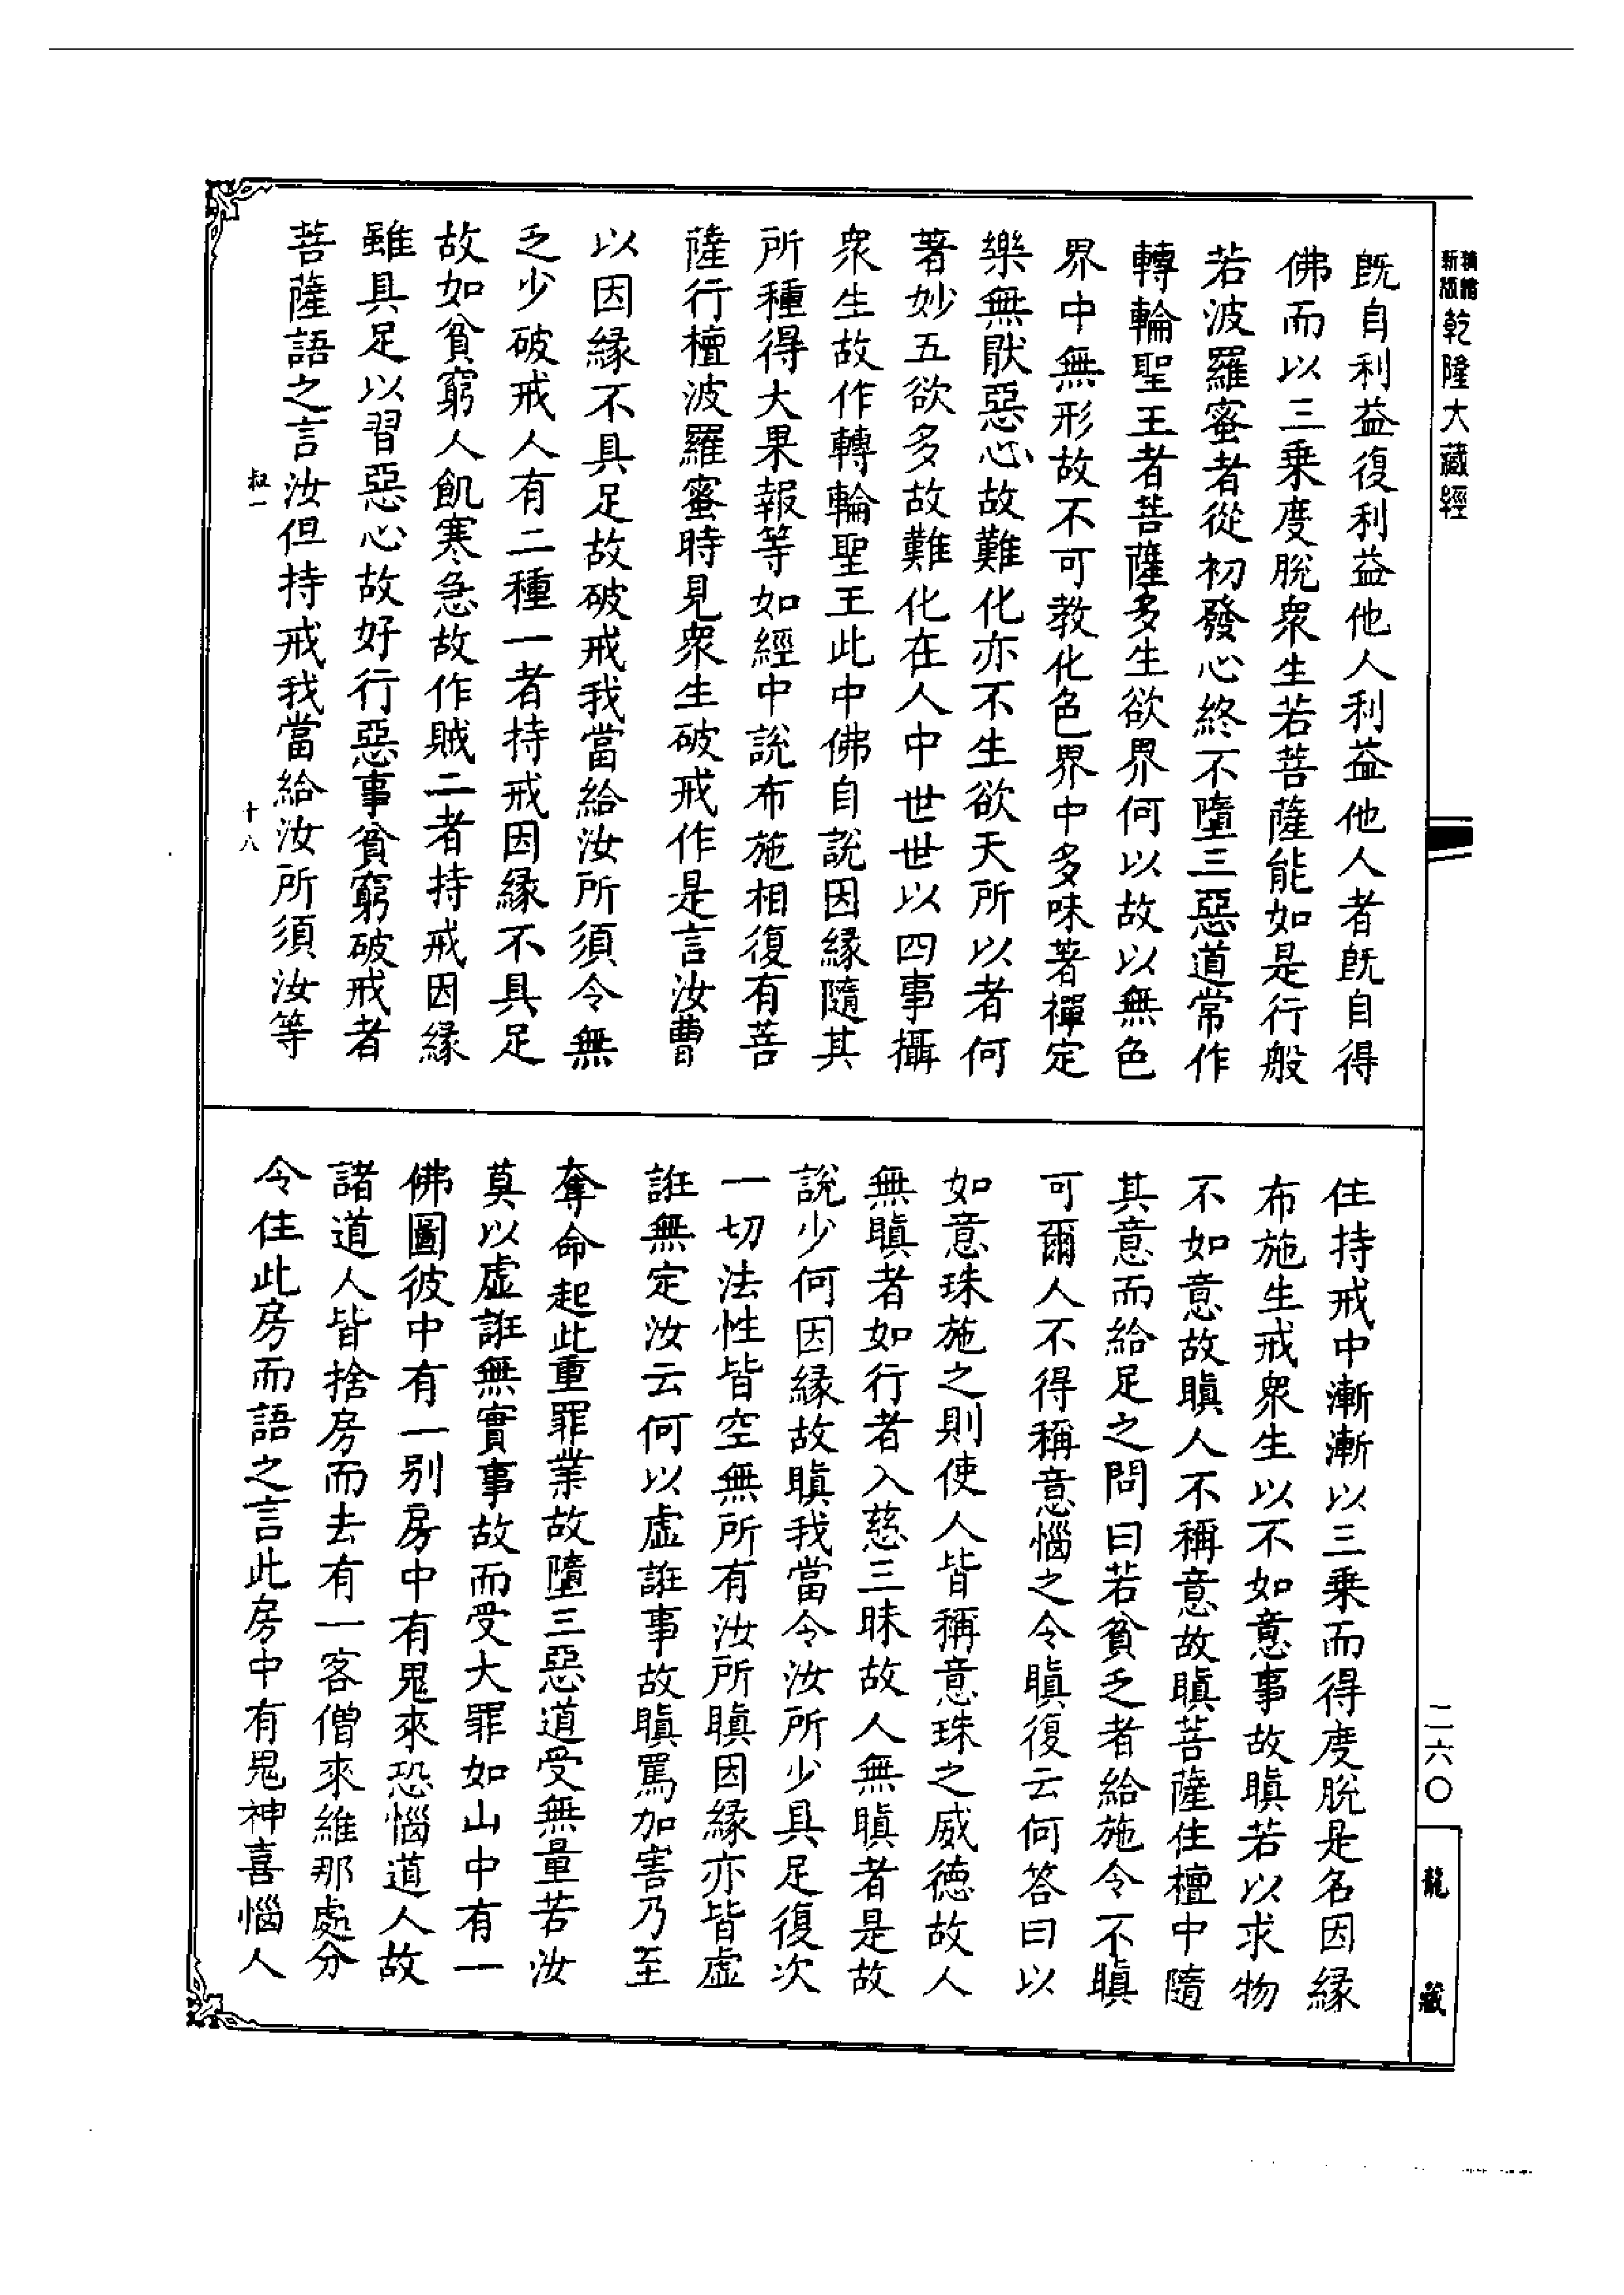 精縮
新版
乾隆大藏經
既自利益復利益他人利益他人者既自得
佛而以三乗度脫衆生若菩薩能如是行般
若波羅蜜者從初發心終不墮三惡道常作
轉輪聖王者菩薩多生欲界何以故以無色
界中無形故不可教化色界中多味著禪定
樂無猒惡心故難化亦不生欲天所以者何
著妙五欲多故難化在人中世世以四事攝
衆生故作轉輪聖王此中佛自說因緣隨其
所種得大果報等如經中說布施相復有菩
薩行檀波羅蜜時見衆生破戒作是言汝曹
以因緣不具足故破戒我當給汝所須令無
乏少破戒人有二種一者持戒因緣不具足
故如貧窮人飢寒急故作賊二者持戒因緣
雖具足以習惡心故好行惡事貧窮破戒者
菩薩語之言汝但持戒我當給汝所須汝等
十八
住持戒中漸漸以三乗而得度脫是名因緣
布施生戒衆生以不如意事故瞋若以求物
不如意故瞋人不稱意故瞋菩薩住檀中隨
其意而給足之問曰若貧乏者給施令不瞋
可爾人不得稱意惱之令瞋復云何答曰以
如意珠施之則使人皆稱意珠之威德故人
無瞋者如行者入慈三昧故人無瞋者是故
說少何因緣故瞋我當令汝所少具足復次
一切法性皆空無所有汝所瞋因緣亦皆虛
誑無定汝云何以虛誑事故瞋罵加害乃至
奪命起此重罪業故墮三惡道受無量苦汝
莫以虛誑無實事故而受大罪如山中有一
佛圖彼中有一別房中有鬼來恐惱道人故
諸道人皆捨房而去有一客僧來維那處分
令住此房而語之言此房中有鬼神喜惱人
二六〇
龍藏